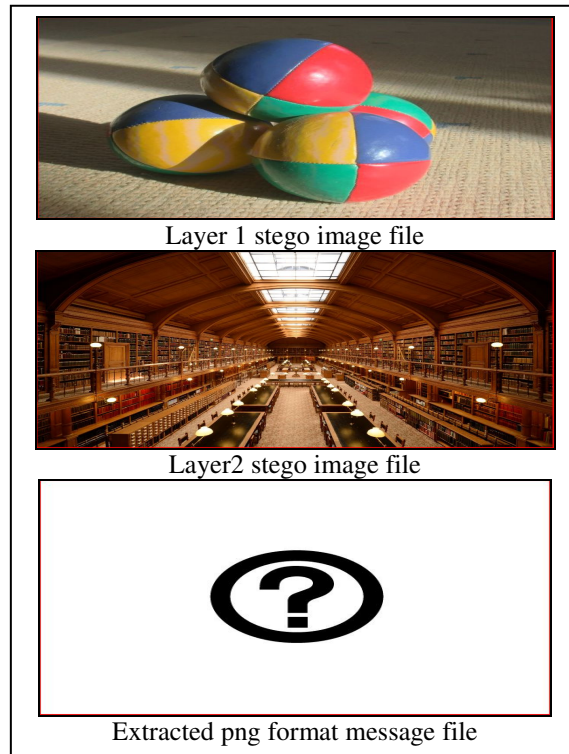 Layer 1 stego image file
Layer2 stego image file
?
Extracted png format message file